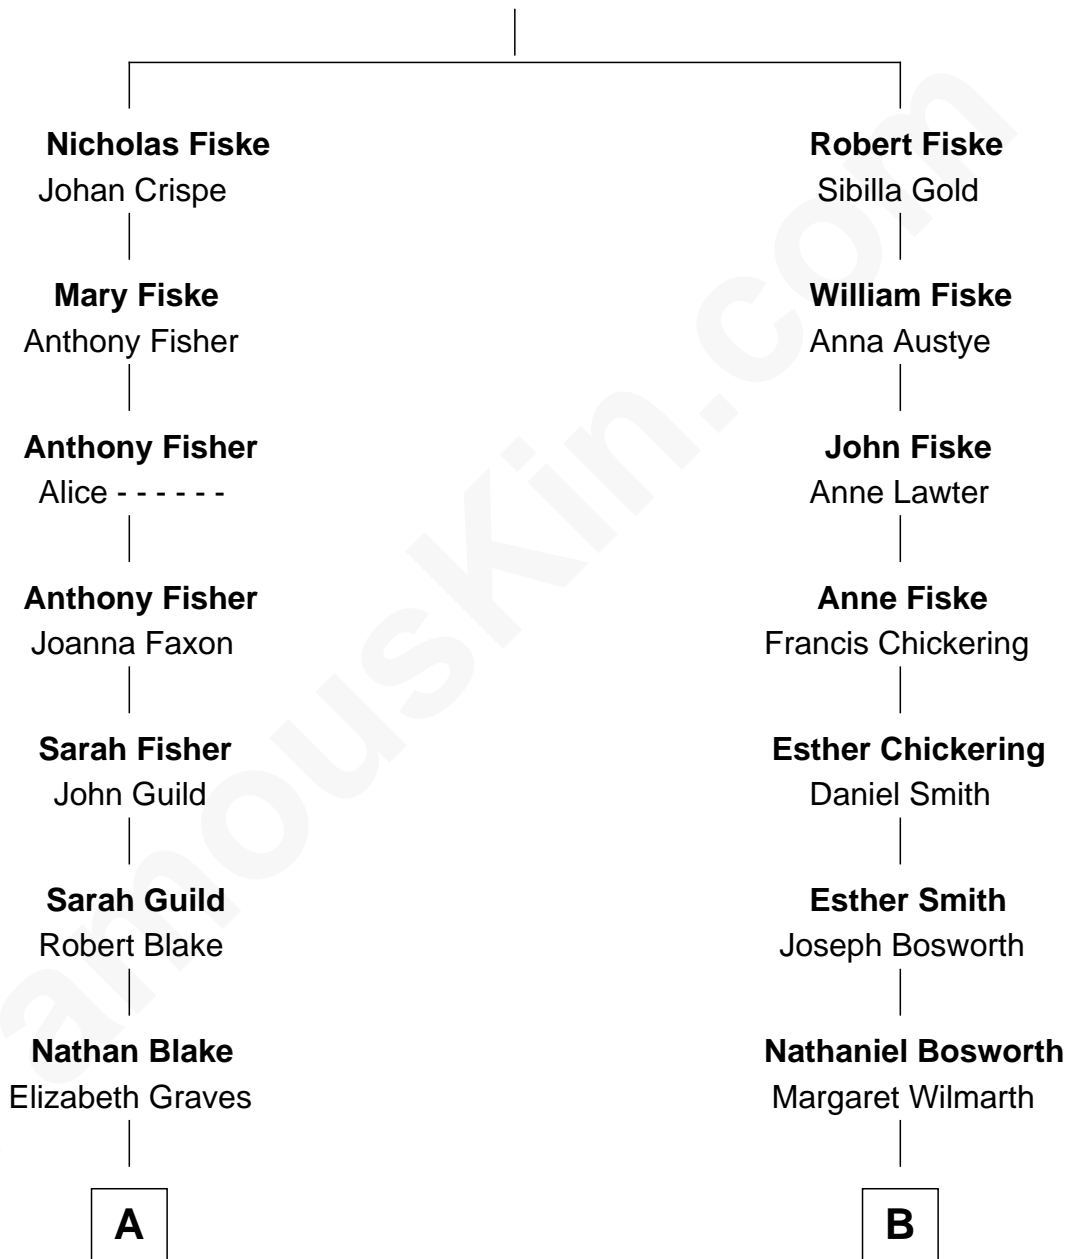 Nicholas Fiske
Johan Crispe
Mary Fiske
Anthony Fisher
Anthony Fisher
Alice - - - - - -
Anthony Fisher
Joanna Faxon
Sarah Fisher
John Guild
Sarah Guild
Robert Blake
Nathan Blake
Elizabeth Graves
A
Robert Fiske
Sibilla Gold
William Fiske
Anna Austye
John Fiske
Anne Lawter
Anne Fiske
Francis Chickering
Esther Chickering
Daniel Smith
Esther Smith
Joseph Bosworth
Nathaniel Bosworth
Margaret Wilmarth
B
amousKin.com